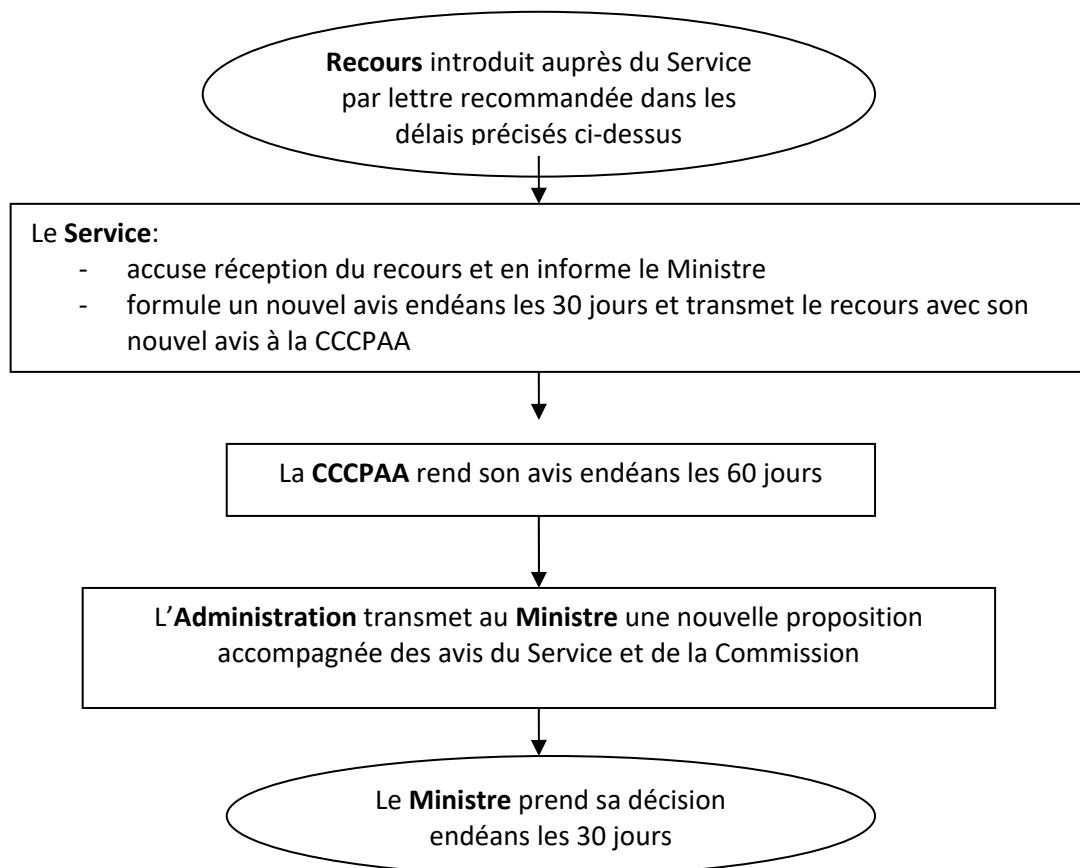 Recours introduit auprès du Service
par lettre recommandée dans les
délais précisés ci-dessus
Le Service:
- accuse réception du recours et en informe le Ministre
- formule un nouvel avis endéans les 30 jours et transmet le recours avec son
nouvel avis à la CCCPAA
La CCCPAA rend son avis endéans les 60 jours
L’Administration transmet au Ministre une nouvelle proposition
accompagnée des avis du Service et de la Commission
Le Ministre prend sa décision
endéans les 30 jours